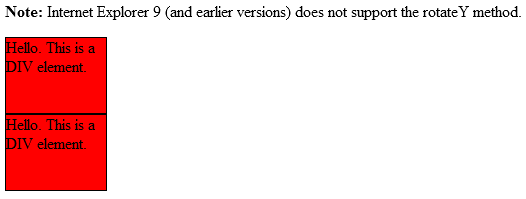 Note: Internet Explorer 9 (and earlier versions) does not support the rotateY method.
Hello. This is a
DIV element.
Hello. This is a
DIV element.